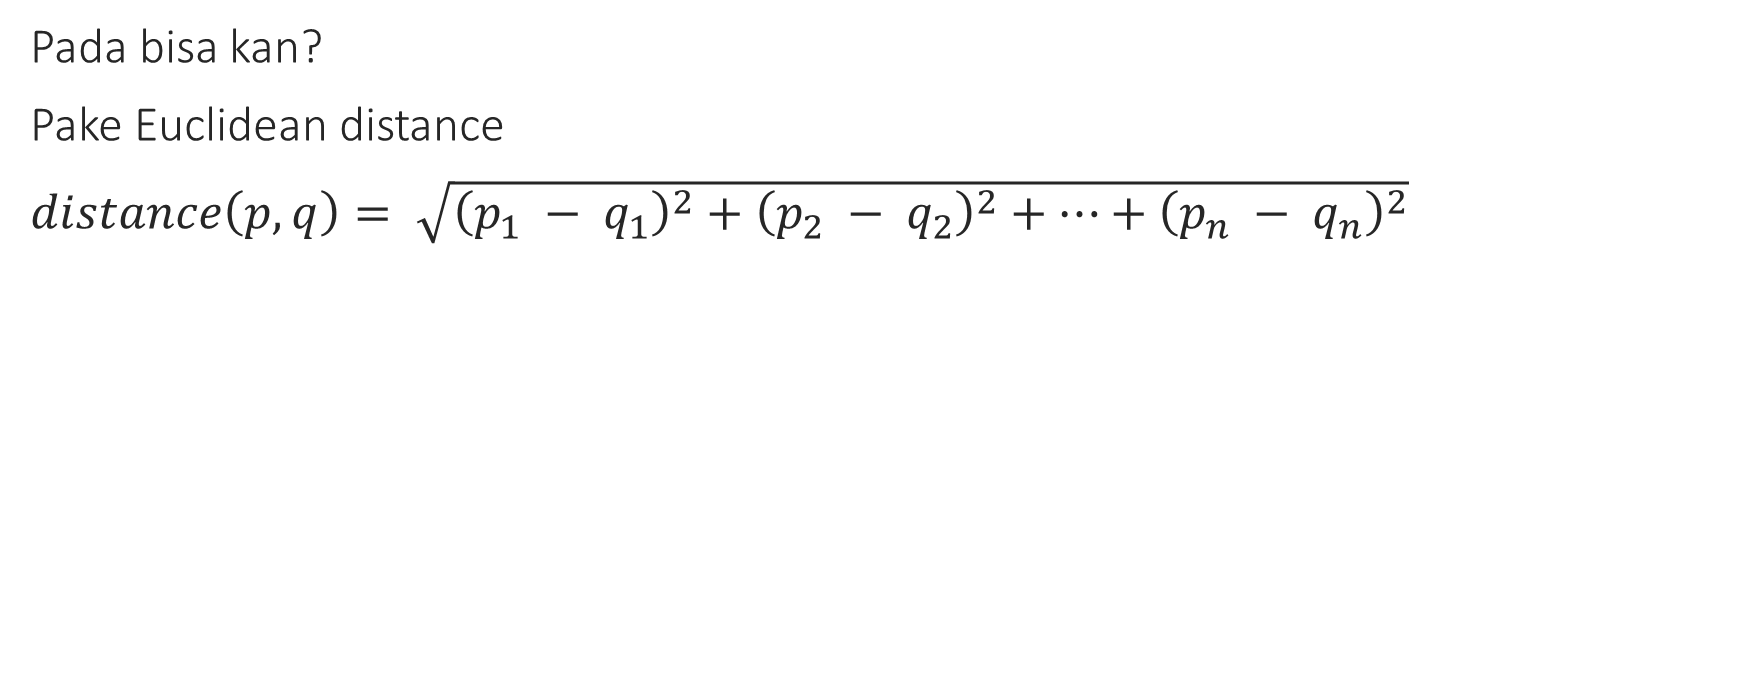 Pada bisa kan?
Pake Euclidean distance
distance(p, q) = √((p₁ − q₁)² + (p₂ − q₂)² + ⋯ + (pₙ − qₙ)²)